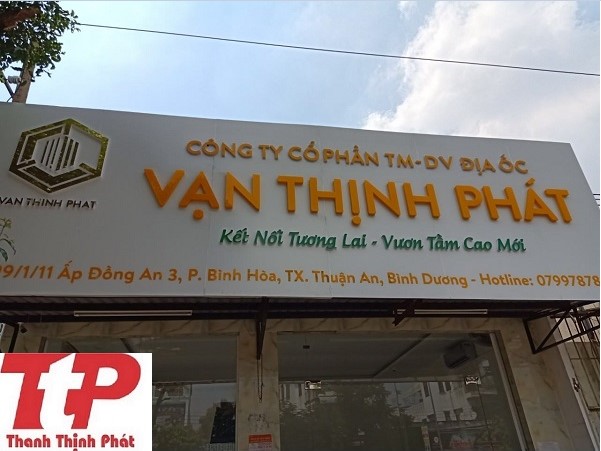 CÔNG TY CỔ PHẦN TM-DV ĐỊA ỐC
VẠN THỊNH PHÁT
VẠN THỊNH PHÁT
Kết Nối Tương Lai - Vươn Tầm Cao Mới
9/1/11 Ấp Đồng An 3, P. Bình Hòa, TX. Thuận An, Bình Dương - Hotline: 07997878
TtP
Thanh Thịnh Phát